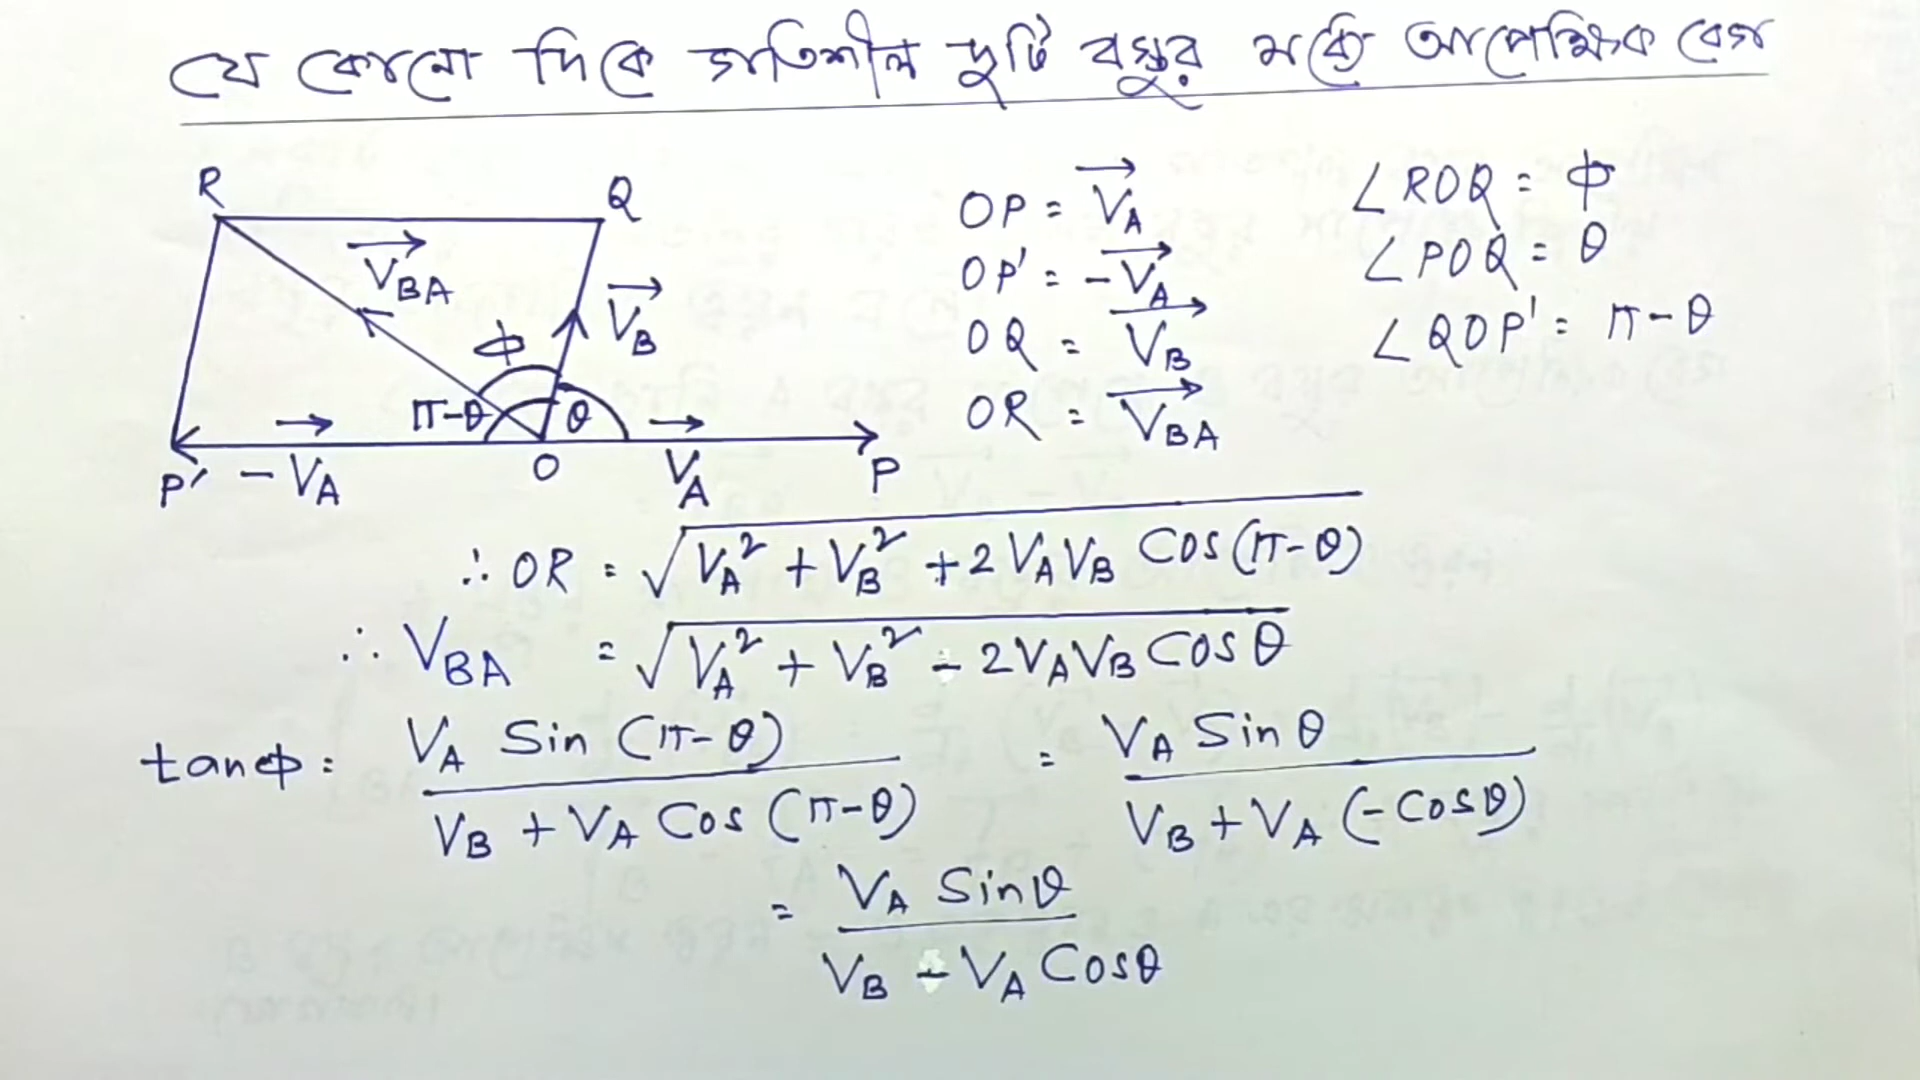 যে কোনো দিকে গতিশীল দুটি বস্তুর মধ্যে আপেক্ষিক বেগ
R Q
V⃗BA V⃗B
ϕ
π-θ θ
P' -V⃗A O V⃗A P
OP = V⃗A
OP' = -V⃗A
OQ = V⃗B
OR = V⃗BA
∠ROQ = ϕ
∠POQ = θ
∠QOP' = π-θ
∴ OR = √(VA² + VB² + 2VAVB Cos(π-θ))
∴ VBA = √(VA² + VB² - 2VAVB Cosθ)
tanϕ = VA Sin(π-θ) / VB + VA Cos(π-θ) = VA Sinθ / VB + VA(-Cosθ)
= VA Sinθ / VB - VA Cosθ